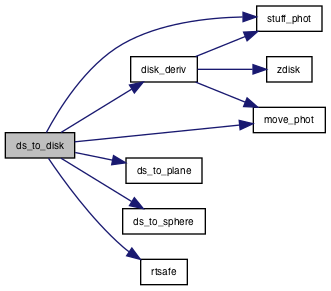 stuff_phot
disk_deriv
zdisk
move_phot
ds_to_disk
ds_to_plane
ds_to_sphere
rtsafe